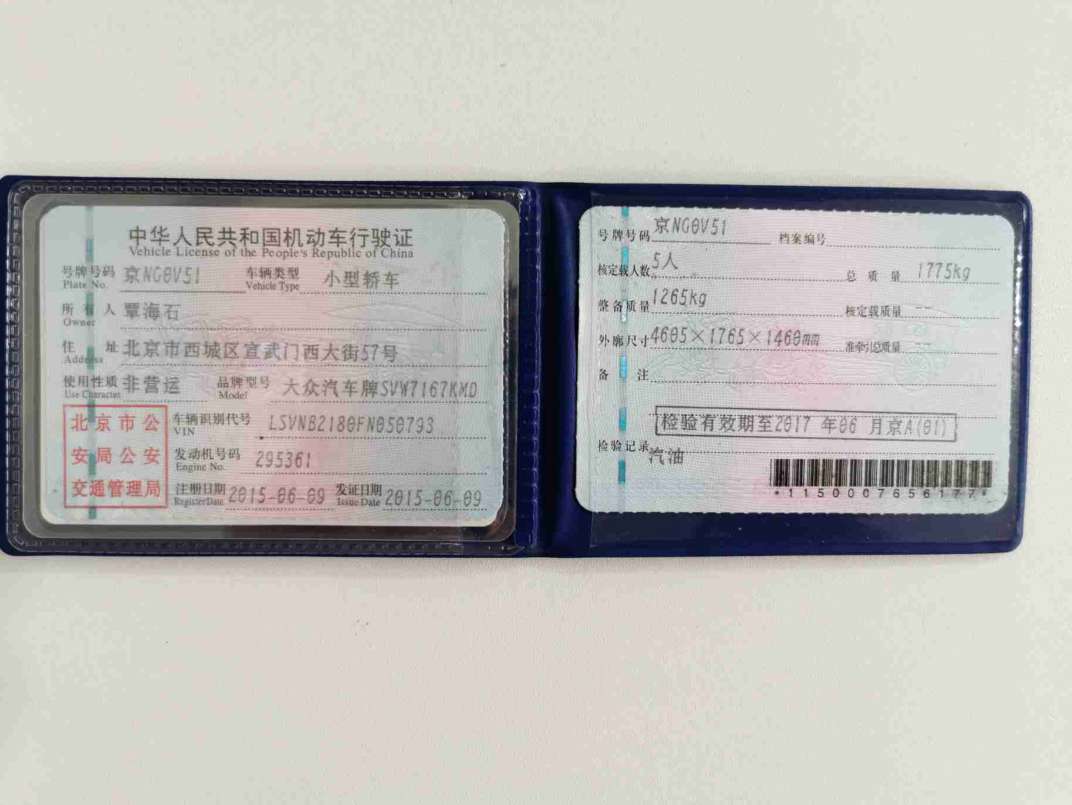 中华人民共和国机动车行驶证
Vehicle License of the People's Republic of China
号牌号码 京NG0V51 车辆类型 小型轿车
Plate No. Vehicle Type
所有人 覃海石
Owner
住址 北京市西城区宣武门西大街57号
Address
使用性质 非营运 品牌型号 大众汽车牌SVW7167KMD
Use Character Model
北京市公
安局公安
交通管理局
车辆识别代号 LSVNB2180FN050793
VIN
发动机号码 295361
Engine No.
注册日期 2015-06-09 发证日期 2015-06-09
Register Date Issue Date
号牌号码 京NG0V51 档案编号
核定载人数 5人 总质量 1775kg
整备质量 1265kg 核定载质量 --
外廓尺寸 4605×1765×1460mm 准牵引总质量 --
备注
检验有效期至2017年06月京A(01)
检验记录
汽油
*1150007656177*